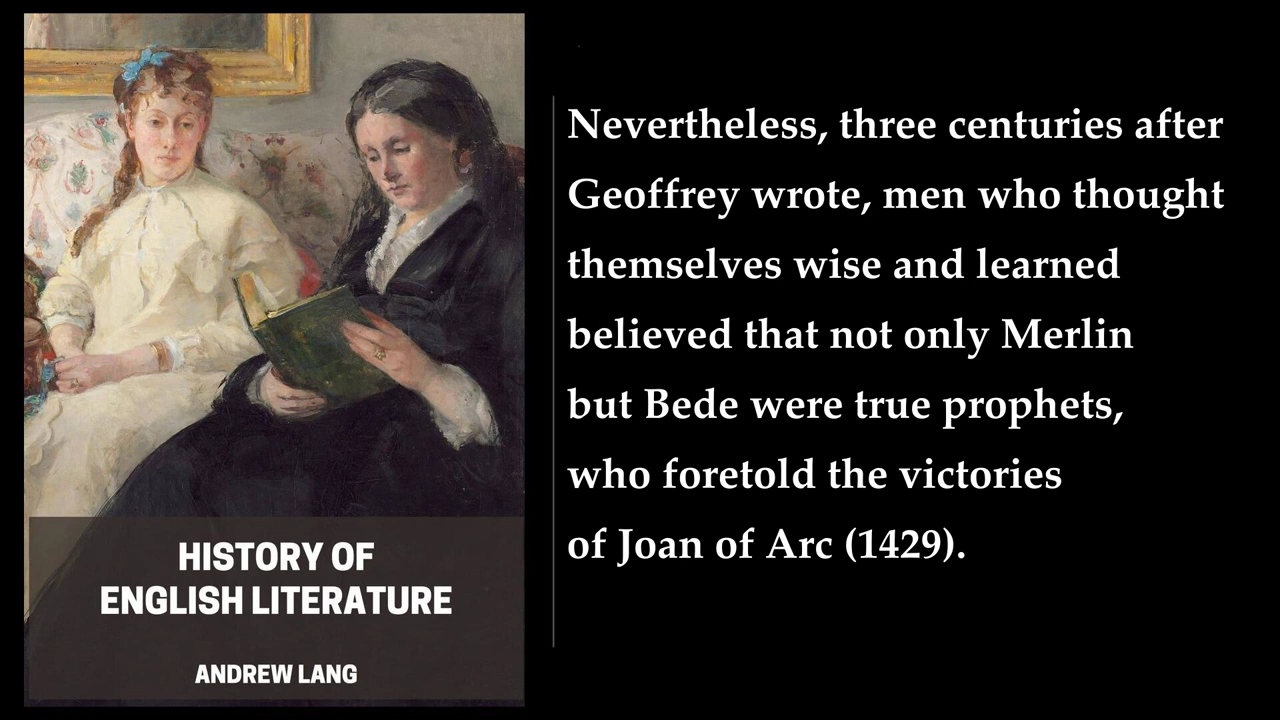 HISTORY OF
ENGLISH LITERATURE
ANDREW LANG
Nevertheless, three centuries after
Geoffrey wrote, men who thought
themselves wise and learned
believed that not only Merlin
but Bede were true prophets,
who foretold the victories
of Joan of Arc (1429).